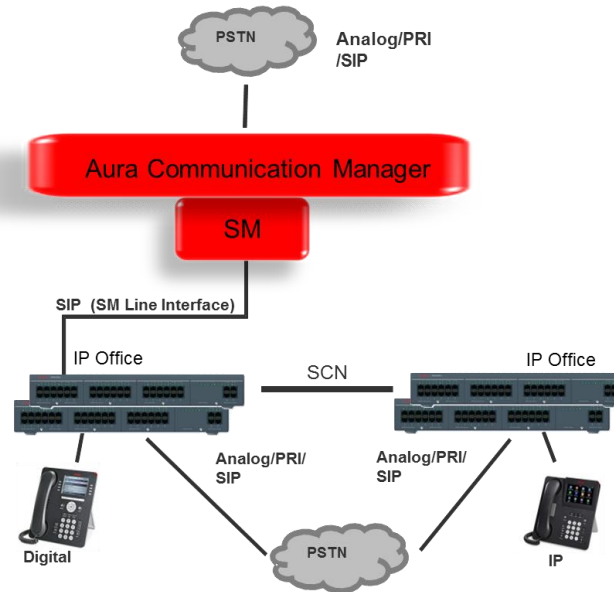 PSTN
Analog/PRI
/SIP
Aura Communication Manager
SM
SIP (SM Line Interface)
IP Office
IP Office
SCN
Analog/PRI/
SIP
Analog/PRI/
SIP
Digital
PSTN
IP